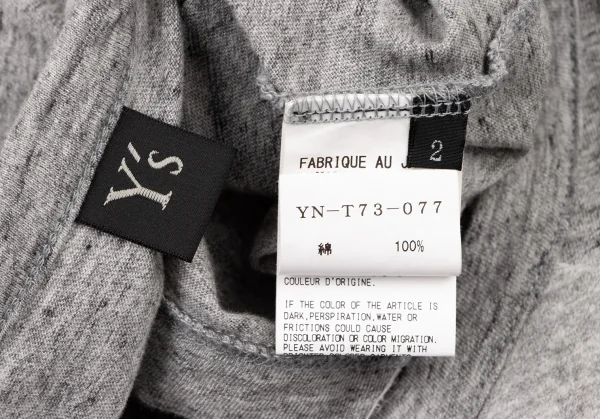 Y's
2
FABRIQUE AU
YN-T73-077
綿 100%
COULEUR D'ORIGINE.
IF THE COLOR OF THE ARTICLE IS
DARK,PERSPIRATION,WATER OR
FRICTIONS COULD CAUSE
DISCOLORATION OR COLOR MIGRATION.
PLEASE AVOID WEARING IT WITH